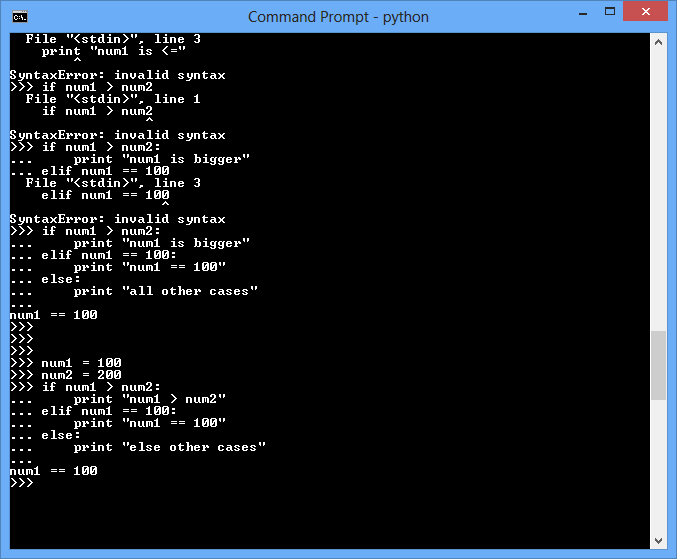 Command Prompt - python
  File "<stdin>", line 3
    print "num1 is <="
        ^
SyntaxError: invalid syntax
>>> if num1 > num2
  File "<stdin>", line 1
    if num1 > num2
                 ^
SyntaxError: invalid syntax
>>> if num1 > num2:
...     print "num1 is bigger"
... elif num1 == 100
  File "<stdin>", line 3
    elif num1 == 100
                   ^
SyntaxError: invalid syntax
>>> if num1 > num2:
...     print "num1 is bigger"
... elif num1 == 100:
...     print "num1 == 100"
... else:
...     print "all other cases"
...
num1 == 100
>>>
>>>
>>>
>>> num1 = 100
>>> num2 = 200
>>> if num1 > num2:
...     print "num1 > num2"
... elif num1 == 100:
...     print "num1 == 100"
... else:
...     print "else other cases"
...
num1 == 100
>>>